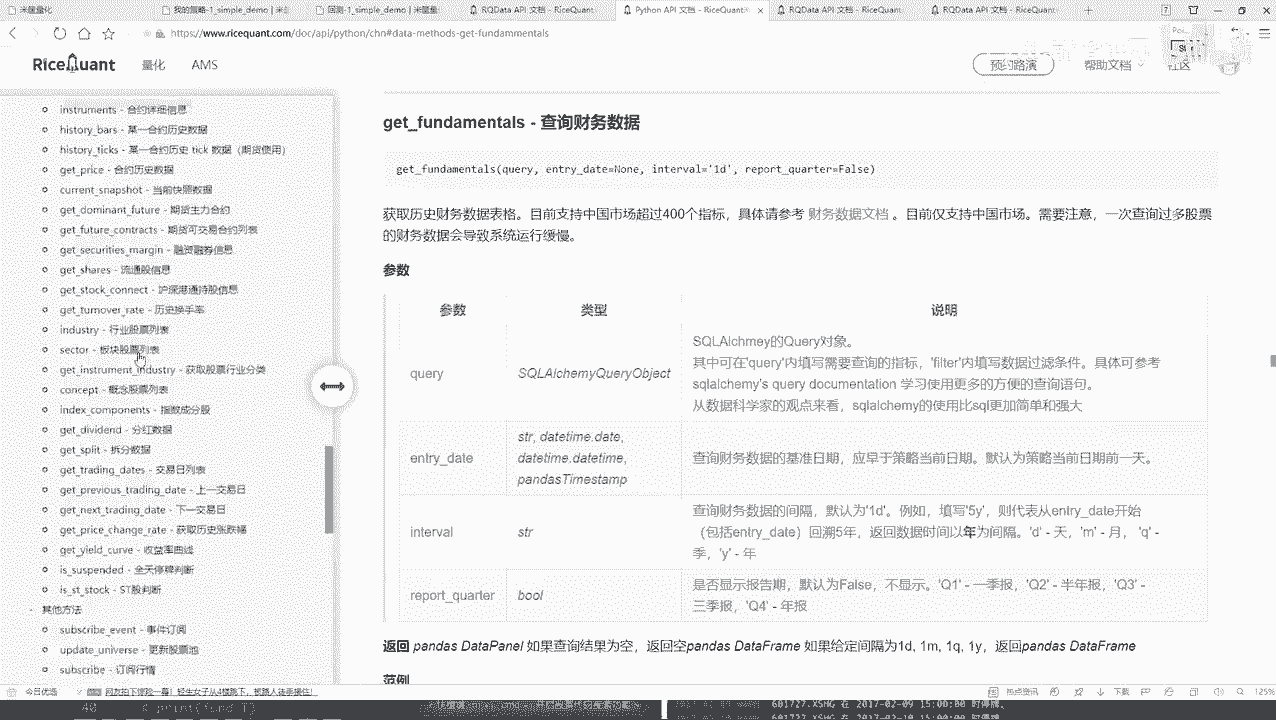 米筐量化
我的策略-1_simple_demo | 米筐
回测-1_simple_demo | 米筐量
RQData API 文档 - RiceQuant
Python API 文档 - RiceQuant米
RQData API 文档 - RiceQuant
RQData API 文档 - RiceQuant
https://www.ricequant.com/doc/api/python/chn#data-methods-get-fundamentals
RiceQuant
量化
AMS
预约路演
帮助文档
社区
instruments - 合约详细信息
history_bars - 某一合约历史数据
history_ticks - 某一合约历史 tick 数据（期货使用）
get_price - 合约历史数据
current_snapshot - 当前快照数据
get_dominant_future - 期货主力合约
get_future_contracts - 期货可交易合约列表
get_securities_margin - 融资融券信息
get_shares - 流通股信息
get_stock_connect - 沪深港通持股信息
get_turnover_rate - 历史换手率
industry - 行业股票列表
sector - 板块股票列表
get_instrument_industry - 获取股票行业分类
concept - 概念股票列表
index_components - 指数成分股
get_dividend - 分红数据
get_split - 拆分数据
get_trading_dates - 交易日列表
get_previous_trading_date - 上一交易日
get_next_trading_date - 下一交易日
get_price_change_rate - 获取历史涨跌幅
get_yield_curve - 收益率曲线
is_suspended - 全天停牌判断
is_st_stock - ST股判断
其他方法
subscribe_event - 事件订阅
update_universe - 更新股票池
subscribe - 订阅行情
get_fundamentals - 查询财务数据
get_fundamentals(query, entry_date=None, interval='1d', report_quarter=False)
获取历史财务数据表格。目前支持中国市场超过400个指标，具体请参考 财务数据文档 。目前仅支持中国市场。需要注意，一次查询过多股票
的财务数据会导致系统运行缓慢。
参数
参数 类型 说明
query
SQLAlchemyQueryObject
SQLAlchmey的Query对象。
其中可在'query'内填写需要查询的指标，'filter'内填写数据过滤条件。具体可参考
sqlalchemy's query documentation 学习使用更多的方便的查询语句。
从数据科学家的观点来看，sqlalchemy的使用比sql更加简单和强大
entry_date
str, datetime.date,
datetime.datetime,
pandasTimestamp
查询财务数据的基准日期，应早于策略当前日期。默认为策略当前日期前一天。
interval
str
查询财务数据的间隔，默认为'1d'。例如，填写'5y'，则代表从entry_date开始
（包括entry_date）回溯5年，返回数据时间以年为间隔。'd' - 天，'m' - 月， 'q' -
季，'y' - 年
report_quarter
bool
是否显示报告期，默认为False，不显示。'Q1' - 一季报，'Q2' - 半年报，'Q3' -
三季报，'Q4' - 年报
返回 pandas DataPanel 如果查询结果为空，返回空pandas DataFrame 如果给定间隔为1d, 1m, 1q, 1y，返回pandas DataFrame
范例
今日优选
热点资讯
下载
125%
40
601727.XSHG 在 2017-02-09 15:00:00 时停牌